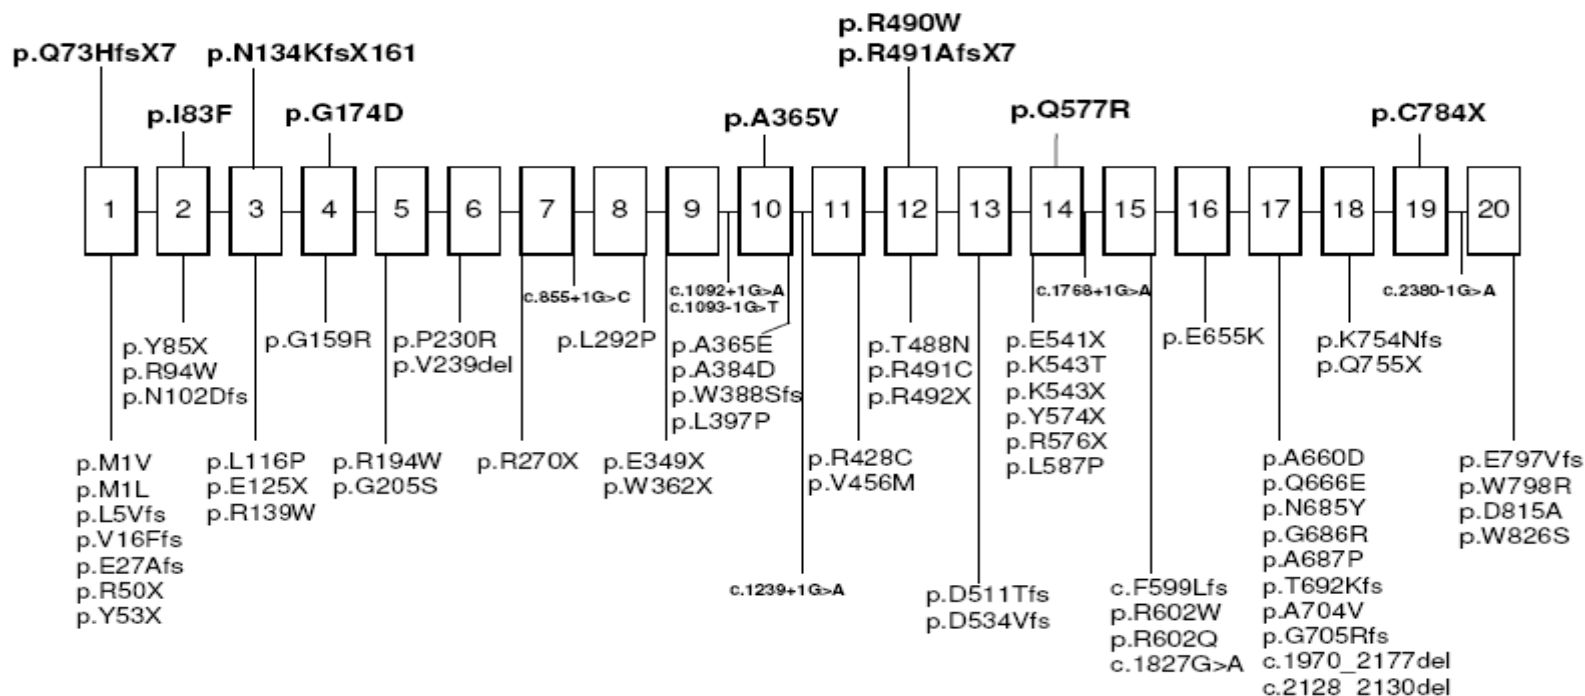 p.R490W
p.Q73HfsX7 p.N134KfsX161 p.R491AfsX7
p.I83F p.G174D p.A365V p.Q577R p.C784X
1 2 3 4 5 6 7 8 9 10 11 12 13 14 15 16 17 18 19 20
c.855+1G>C c.1092+1G>A c.1768+1G>A c.2380-1G>A
c.1093-1G>T
p.Y85X
p.R94W
p.N102Dfs
p.G159R
p.P230R
p.V239del
p.L292P
p.A365E
p.A384D
p.W388Sfs
p.L397P
p.T488N
p.R491C
p.R492X
p.E541X
p.K543T
p.K543X
p.Y574X
p.R576X
p.L587P
p.E655K
p.K754Nfs
p.Q755X
p.M1V
p.M1L
p.L5Vfs
p.V16Ffs
p.E27Afs
p.R50X
p.Y53X
p.L116P
p.E125X
p.R139W
p.R194W
p.G205S
p.R270X
p.E349X
p.W362X
p.R428C
p.V456M
p.A660D
p.Q666E
p.N685Y
p.G686R
p.A687P
p.T692Kfs
p.A704V
p.G705Rfs
c.1970_2177del
c.2128_2130del
p.E797Vfs
p.W798R
p.D815A
p.W826S
c.1239+1G>A
p.D511Tfs
p.D534Vfs
c.F599Lfs
p.R602W
p.R602Q
c.1827G>A